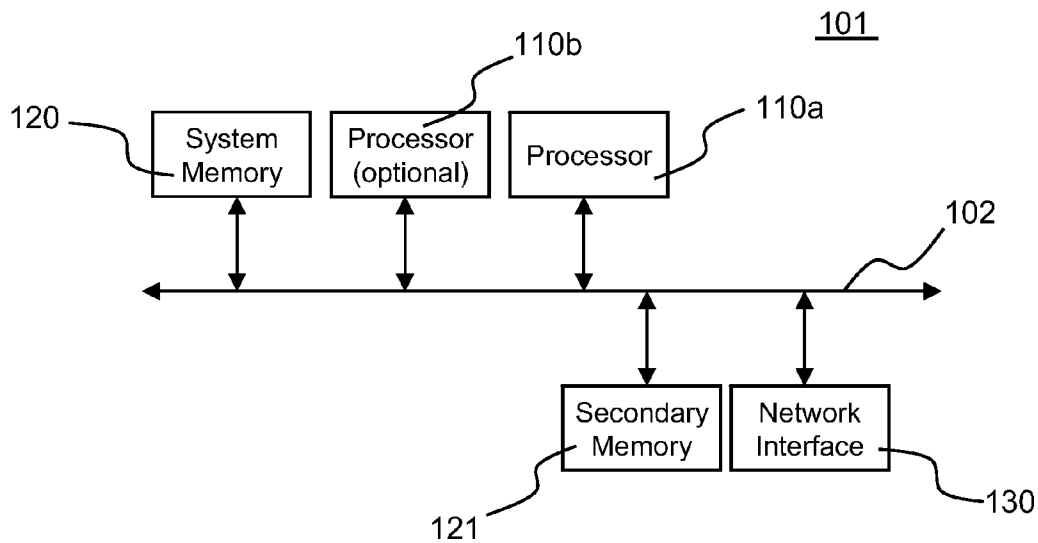 101
110b
110a
120
System
Memory
Processor
(optional)
Processor
102
Secondary
Memory
Network
Interface
121
130